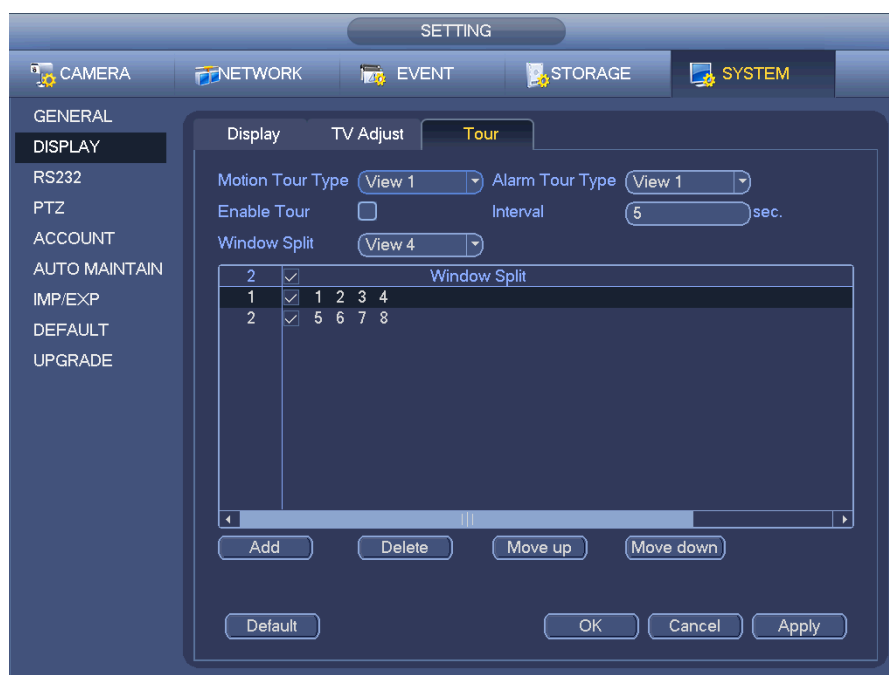 SETTING
CAMERA NETWORK EVENT STORAGE SYSTEM
GENERAL
DISPLAY
RS232
PTZ
ACCOUNT
AUTO MAINTAIN
IMP/EXP
DEFAULT
UPGRADE
Display TV Adjust Tour
Motion Tour Type View 1 Alarm Tour Type View 1
Enable Tour Interval 5 sec.
Window Split View 4
2 Window Split
1 1 2 3 4
2 5 6 7 8
Add Delete Move up Move down
Default OK Cancel Apply